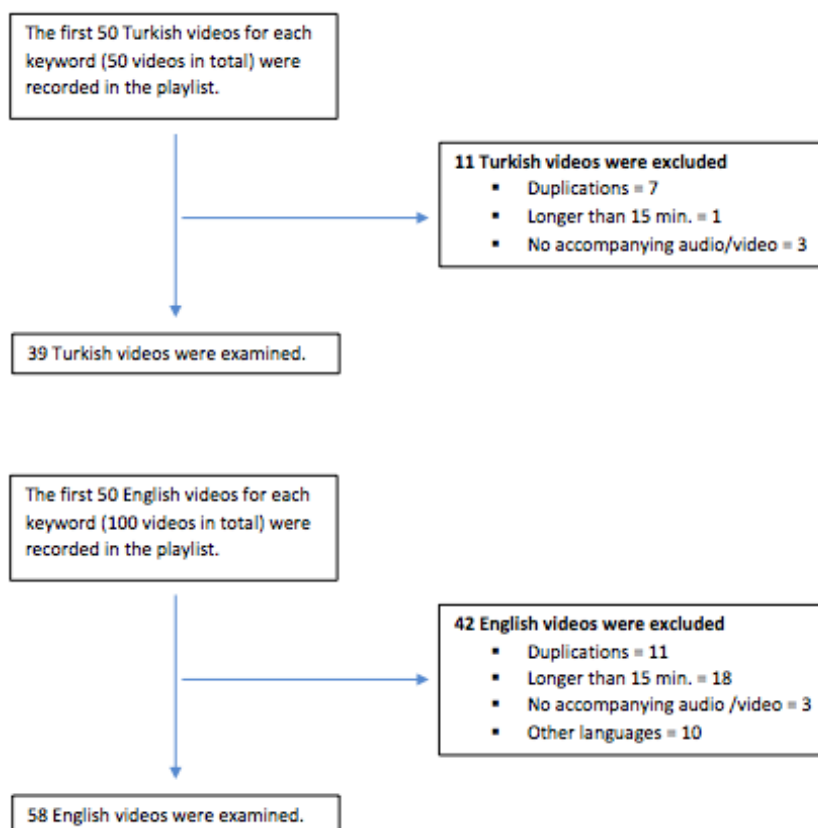 The first 50 Turkish videos for each
keyword (50 videos in total) were
recorded in the playlist.
11 Turkish videos were excluded
▪ Duplications = 7
▪ Longer than 15 min. = 1
▪ No accompanying audio/video = 3
39 Turkish videos were examined.
The first 50 English videos for each
keyword (100 videos in total) were
recorded in the playlist.
42 English videos were excluded
▪ Duplications = 11
▪ Longer than 15 min. = 18
▪ No accompanying audio /video = 3
▪ Other languages = 10
58 English videos were examined.